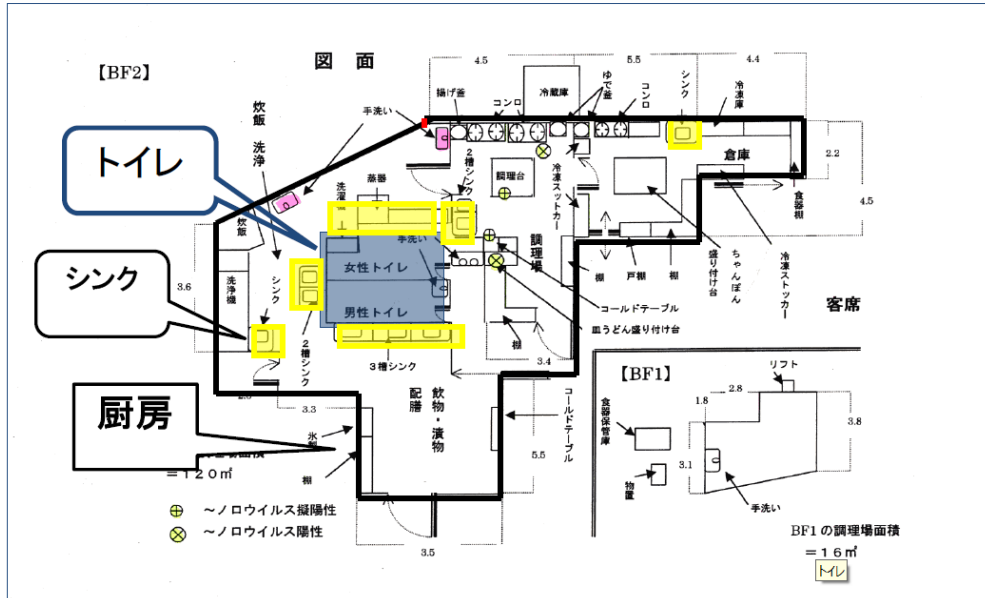 図 面
【BF2】
4.5
5.5
4.4
揚げ釜
コンロ
冷蔵庫
ゆで釜
コンロ
シンク
冷凍庫
手洗い
炊飯 洗浄
トイレ
倉庫
2.2
4.5
食器棚
2槽シンク
調理台
冷凍ストッカー
蒸器
洗濯機
炊飯
手洗い
調理場
女性トイレ
男性トイレ
シンク
3.6
洗浄機
シンク
2槽シンク
3槽シンク
棚
戸棚
棚
ちゃんぽん
盛り付け台
冷凍ストッカー
客席
コールドテーブル
皿うどん盛り付け台
棚
3.4
厨房
3.3
飲物・漬物
配膳
コールドテーブル
棚
5.5
3.5
=120㎡
～ノロウイルス擬陽性
～ノロウイルス陽性
【BF1】
リフト
2.8
1.8
3.8
3.1
食器保管庫
物置
手洗い
BF1の調理場面積
=16㎡
トイレ